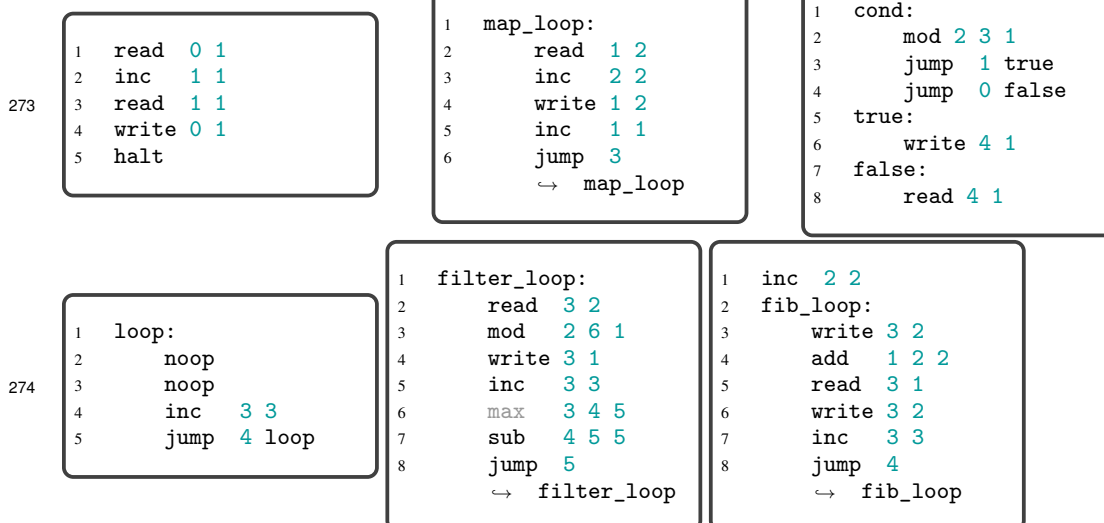 273
1 read 0 1
2 inc 1 1
3 read 1 1
4 write 0 1
5 halt
1 map_loop:
2 read 1 2
3 inc 2 2
4 write 1 2
5 inc 1 1
6 jump 3
↪ map_loop
1 cond:
2 mod 2 3 1
3 jump 1 true
4 jump 0 false
5 true:
6 write 4 1
7 false:
8 read 4 1
274
1 loop:
2 noop
3 noop
4 inc 3 3
5 jump 4 loop
1 filter_loop:
2 read 3 2
3 mod 2 6 1
4 write 3 1
5 inc 3 3
6 max 3 4 5
7 sub 4 5 5
8 jump 5
↪ filter_loop
1 inc 2 2
2 fib_loop:
3 write 3 2
4 add 1 2 2
5 read 3 1
6 write 3 2
7 inc 3 3
8 jump 4
↪ fib_loop